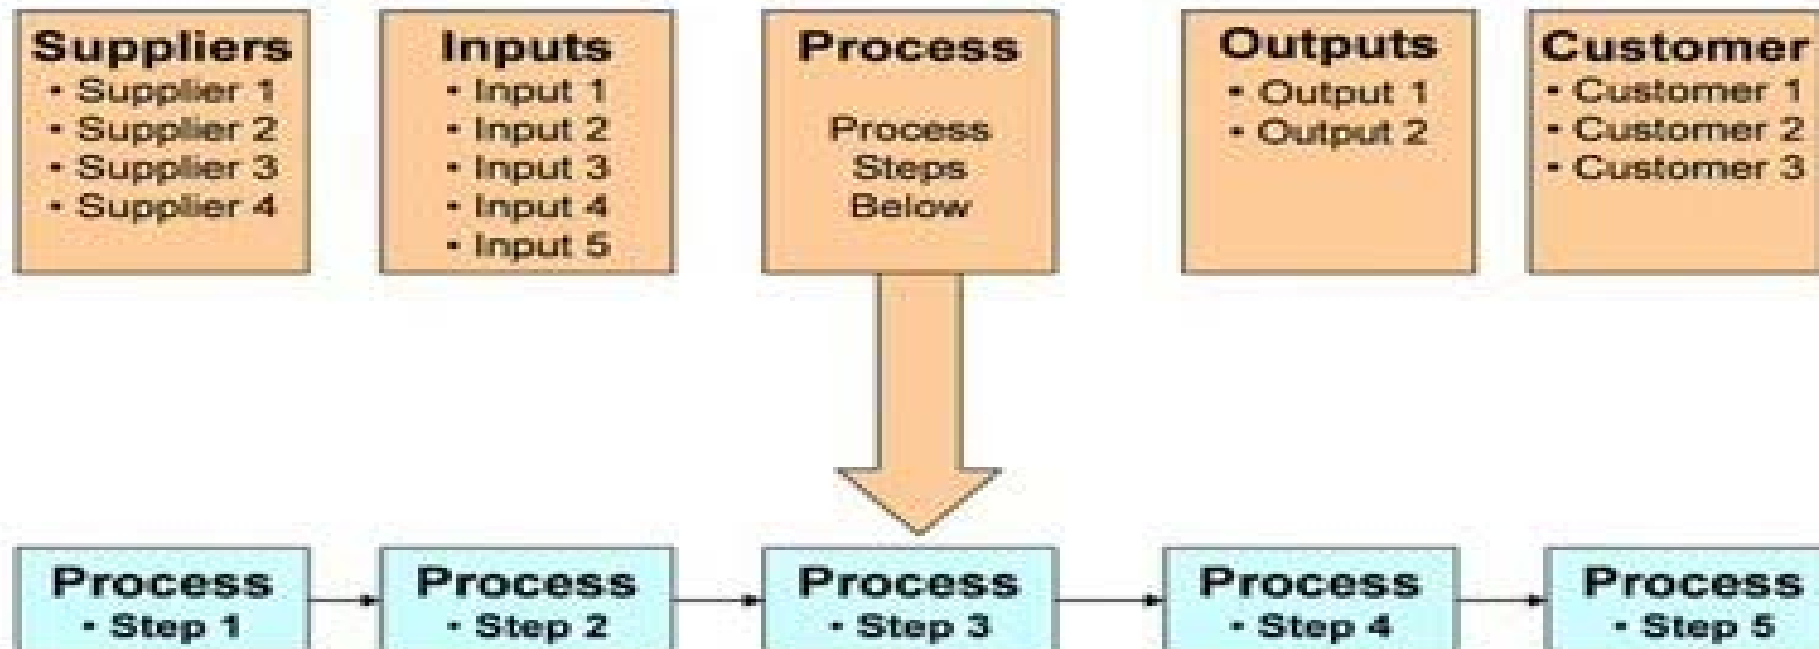 Suppliers
• Supplier 1
• Supplier 2
• Supplier 3
• Supplier 4
Inputs
• Input 1
• Input 2
• Input 3
• Input 4
• Input 5
Process
Process
Steps
Below
Outputs
• Output 1
• Output 2
Customer
• Customer 1
• Customer 2
• Customer 3
Process
• Step 1
Process
• Step 2
Process
• Step 3
Process
• Step 4
Process
• Step 5